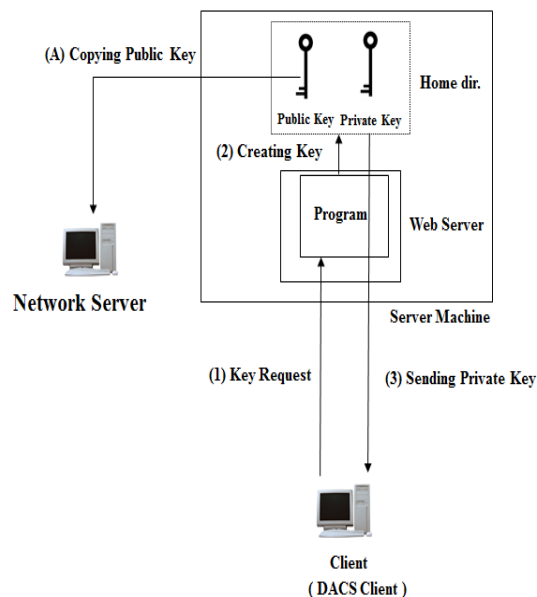 (A) Copying Public Key
Home dir.
Public Key Private Key
(2) Creating Key
Program
Web Server
Network Server
Server Machine
(1) Key Request
(3) Sending Private Key
Client
( DACS Client )